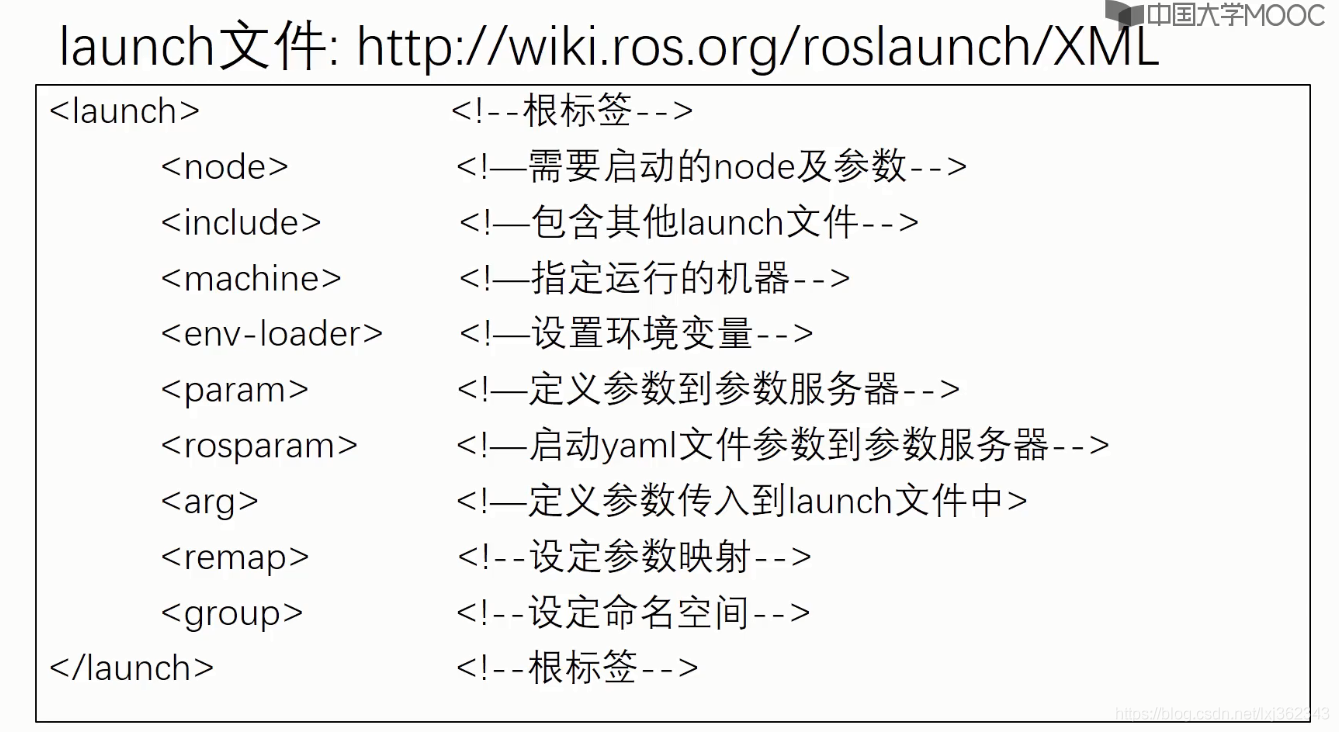 中国大学MOOC
launch文件: http://wiki.ros.org/roslaunch/XML
<launch> <!--根标签-->
<node> <!—需要启动的node及参数-->
<include> <!—包含其他launch文件-->
<machine> <!—指定运行的机器-->
<env-loader> <!—设置环境变量-->
<param> <!—定义参数到参数服务器-->
<rosparam> <!—启动yaml文件参数到参数服务器-->
<arg> <!—定义参数传入到launch文件中>
<remap> <!--设定参数映射-->
<group> <!--设定命名空间-->
</launch> <!--根标签-->
https://blog.csdn.net/lxj362343